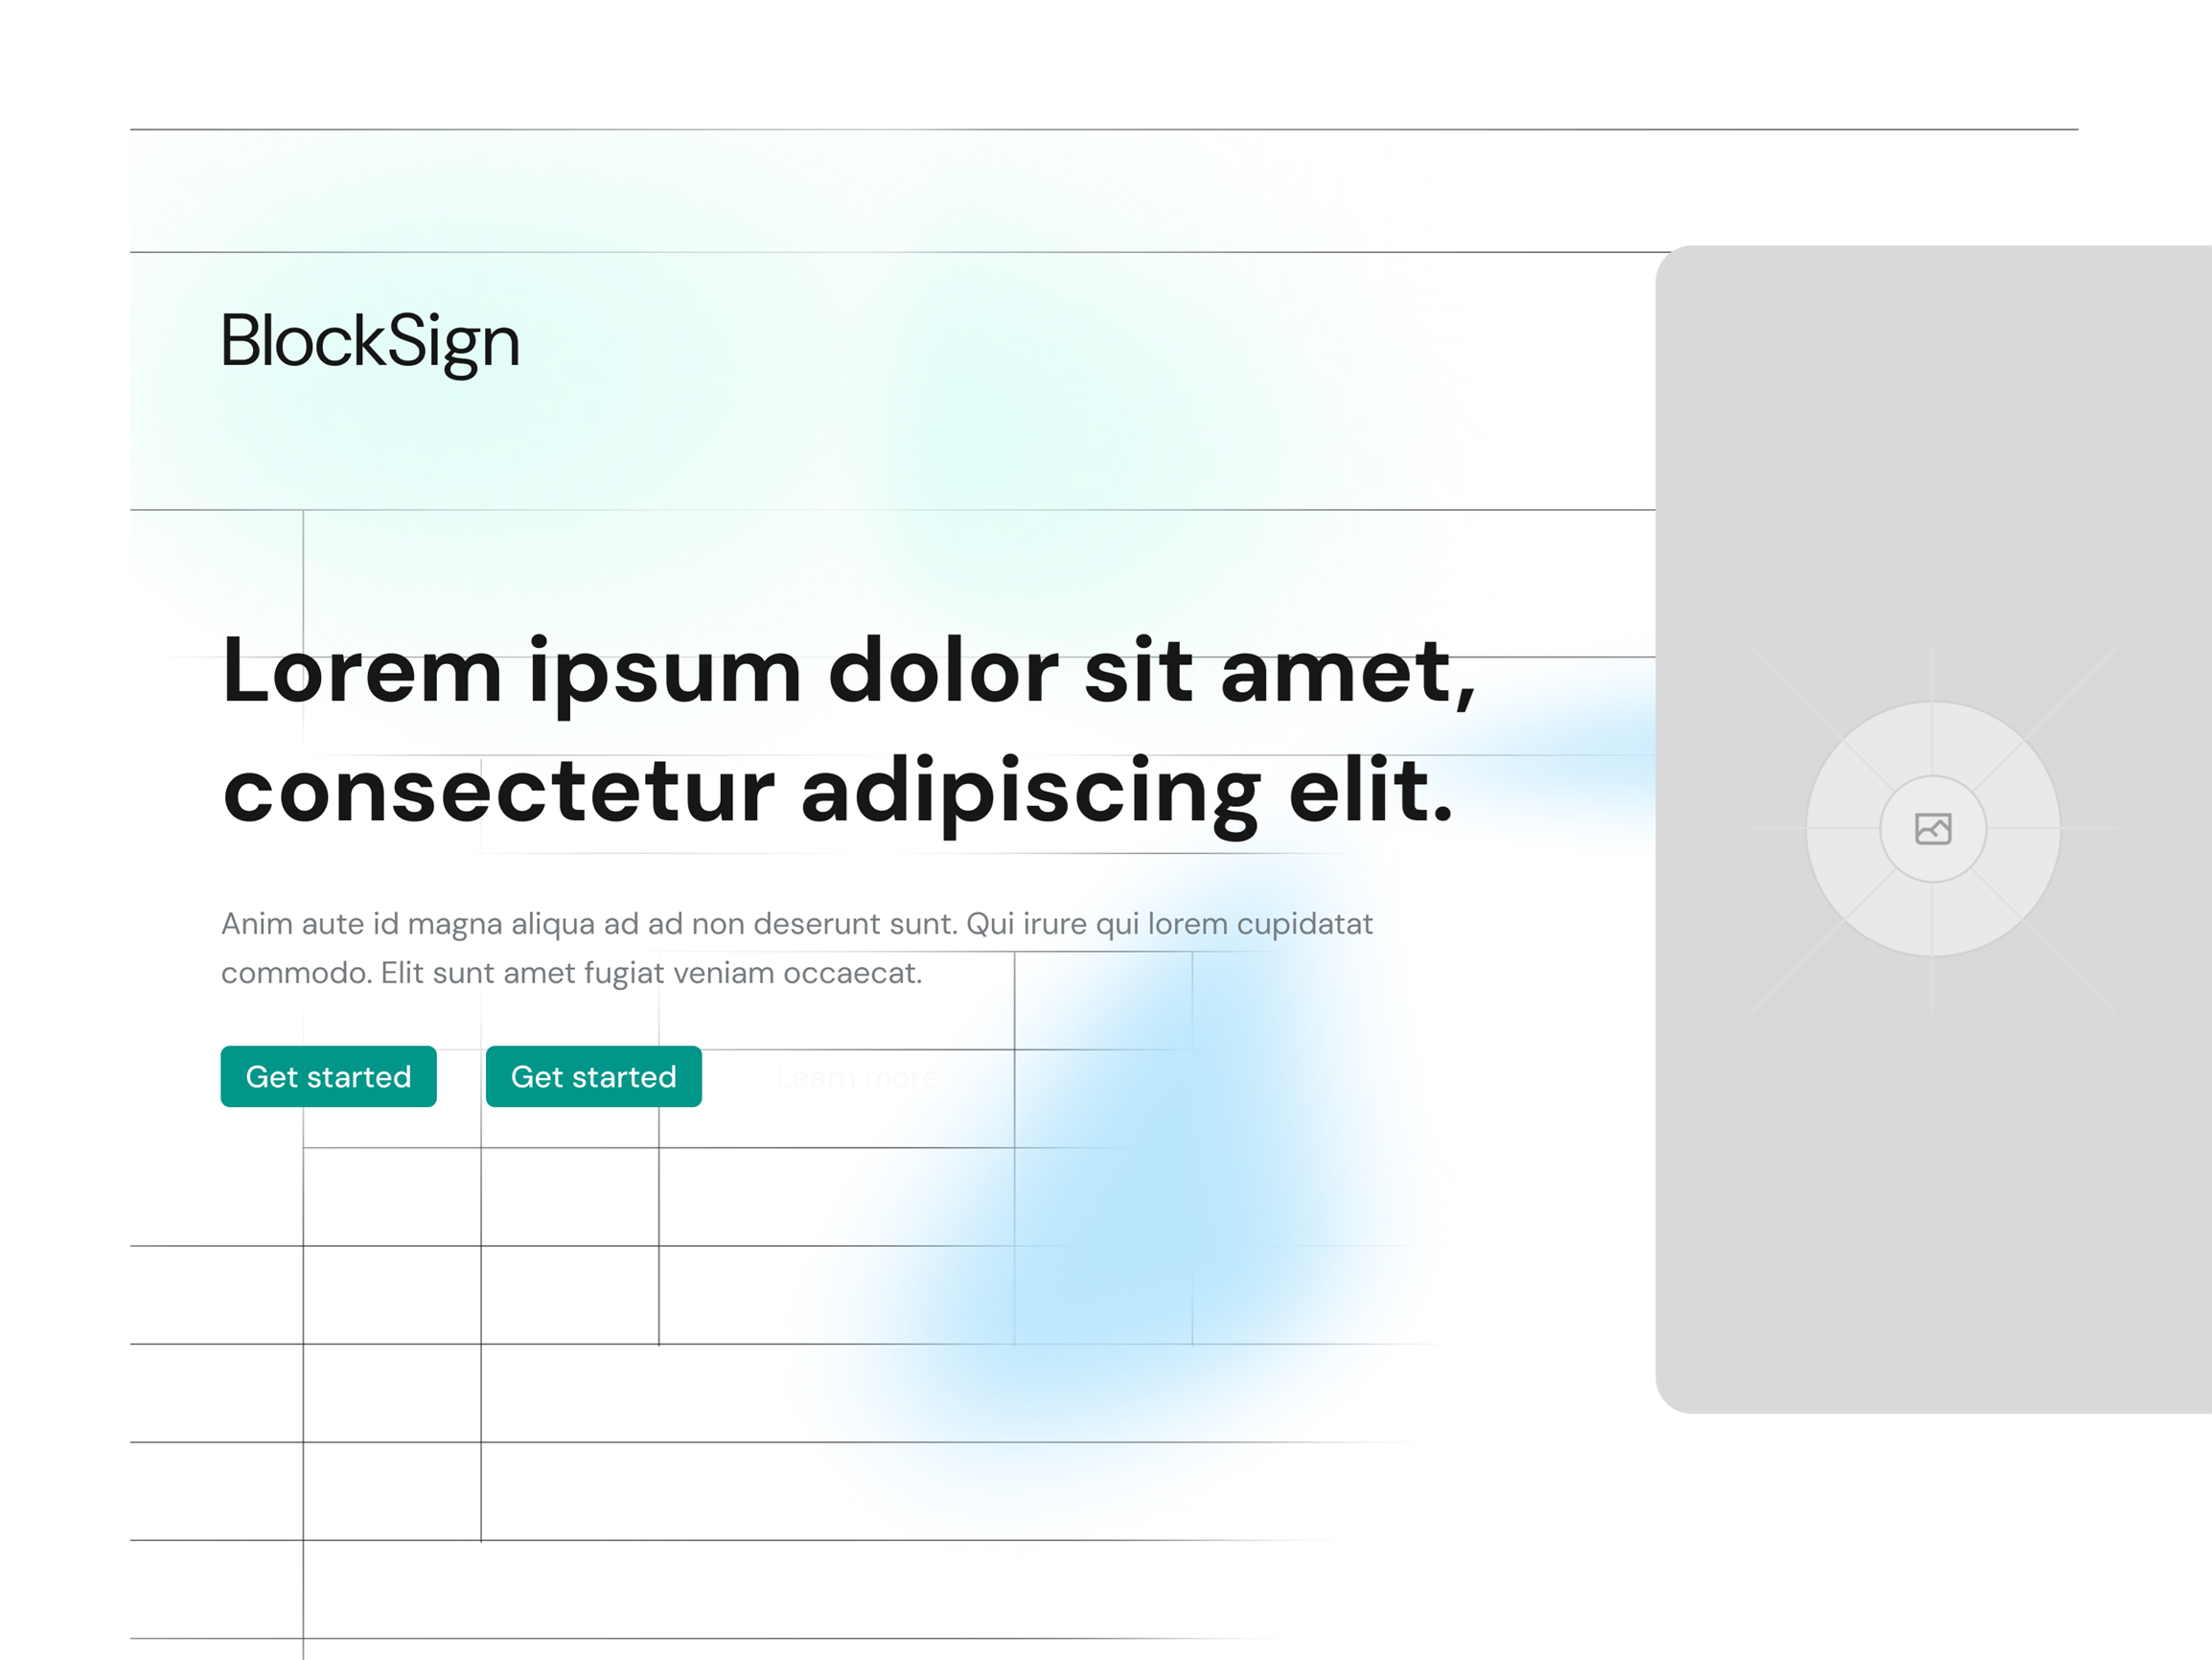 BlockSign
Lorem ipsum dolor sit amet,
consectetur adipiscing elit.
Anim aute id magna aliqua ad ad non deserunt sunt. Qui irure qui lorem cupidatat
commodo. Elit sunt amet fugiat veniam occaecat.
Get started
Get started
Learn more